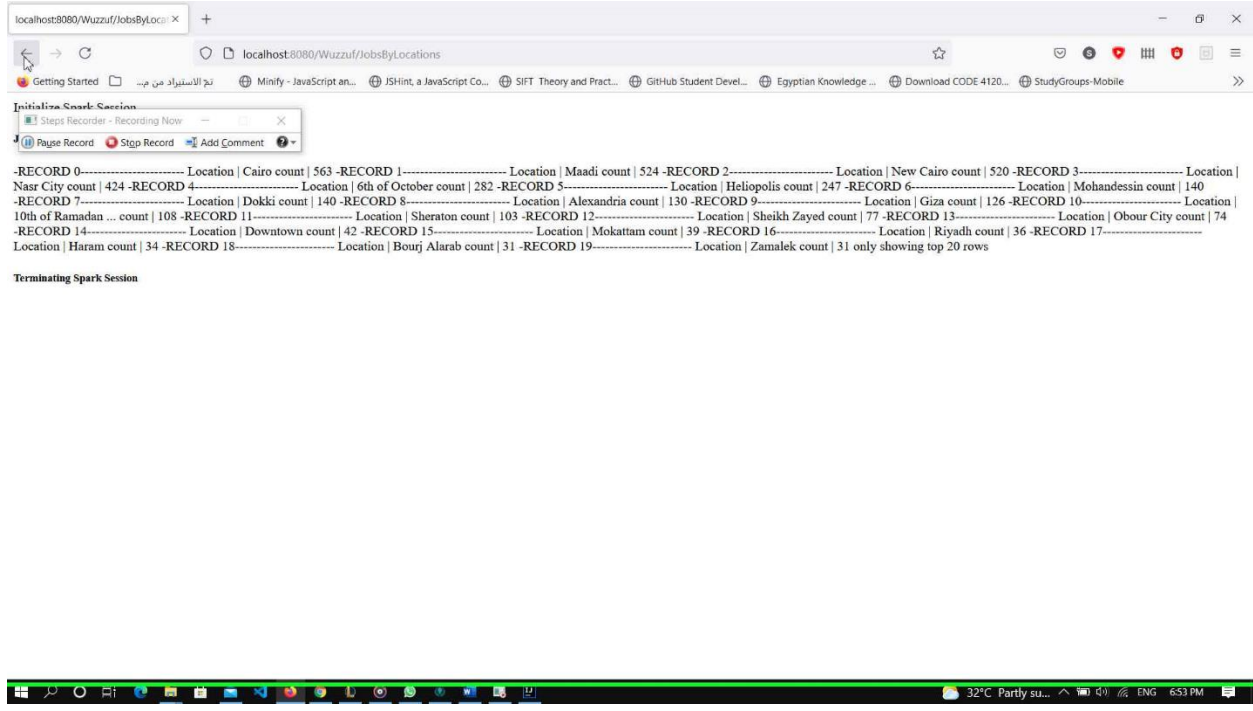 localhost:8080/Wuzzuf/JobsByLoca
localhost:8080/Wuzzuf/JobsByLocations
Getting Started
تمّ الاستيراد من م...
Minify - JavaScript an...
JSHint, a JavaScript Co...
SIFT Theory and Pract...
GitHub Student Devel...
Egyptian Knowledge ...
Download CODE 4120...
StudyGroups-Mobile
Initialize Spark Session
Steps Recorder - Recording Now
Pause Record Stop Record Add Comment
-RECORD 0------------------------ Location | Cairo count | 563 -RECORD 1------------------------ Location | Maadi count | 524 -RECORD 2------------------------ Location | New Cairo count | 520 -RECORD 3------------------------ Location |
Nasr City count | 424 -RECORD 4------------------------ Location | 6th of October count | 282 -RECORD 5------------------------ Location | Heliopolis count | 247 -RECORD 6------------------------ Location | Mohandessin count | 140
-RECORD 7------------------------ Location | Dokki count | 140 -RECORD 8------------------------ Location | Alexandria count | 130 -RECORD 9------------------------ Location | Giza count | 126 -RECORD 10----------------------- Location |
10th of Ramadan ... count | 108 -RECORD 11----------------------- Location | Sheraton count | 103 -RECORD 12----------------------- Location | Sheikh Zayed count | 77 -RECORD 13----------------------- Location | Obour City count | 74
-RECORD 14----------------------- Location | Downtown count | 42 -RECORD 15----------------------- Location | Mokattam count | 39 -RECORD 16----------------------- Location | Riyadh count | 36 -RECORD 17-----------------------
Location | Haram count | 34 -RECORD 18----------------------- Location | Bourj Alarab count | 31 -RECORD 19----------------------- Location | Zamalek count | 31 only showing top 20 rows
Terminating Spark Session
32°C Partly su... ENG 6:53 PM